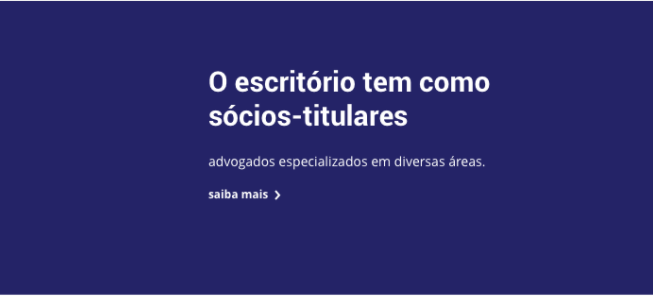 O escritório tem como
sócios-titulares
advogados especializados em diversas áreas.
saiba mais